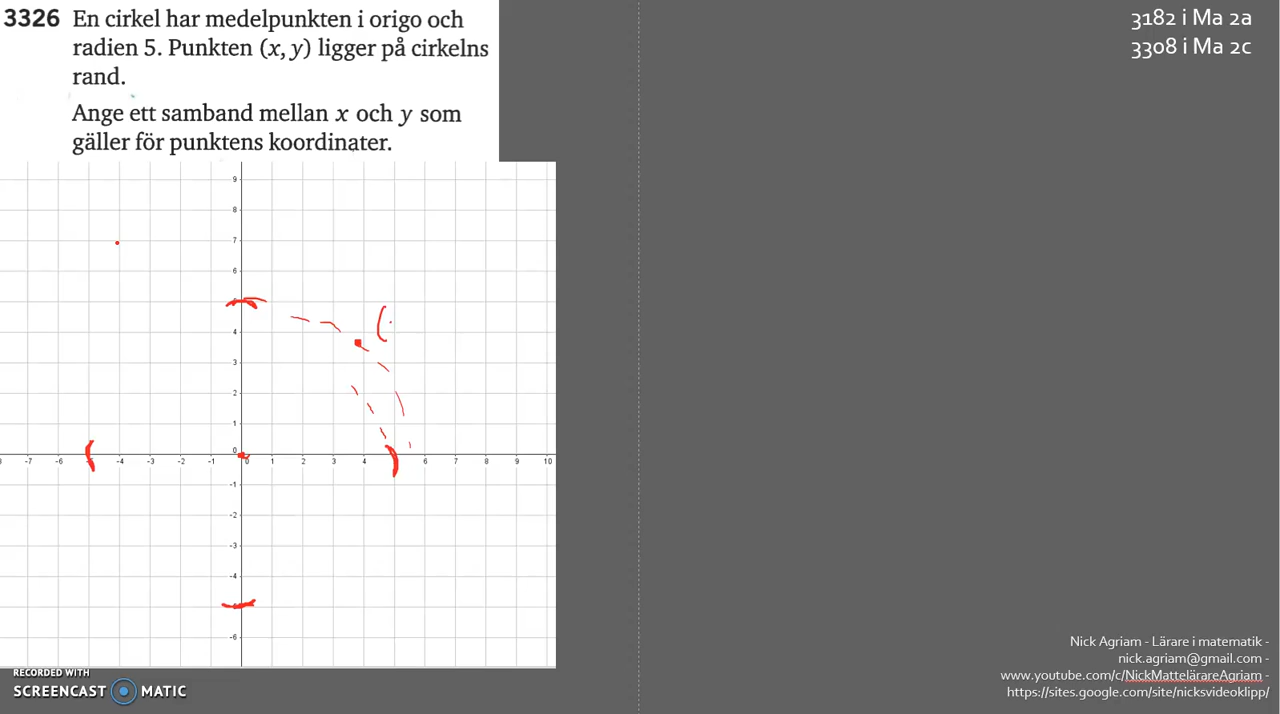 3326 En cirkel har medelpunkten i origo och
radien 5. Punkten (x, y) ligger på cirkelns
rand.
Ange ett samband mellan x och y som
gäller för punktens koordinater.
3182 i Ma 2a
3308 i Ma 2c
9
8
7
6
4
3
2
1
0
-7 -6 -4 -3 -2 -1 0 1 2 3 4 6 7 8 9 10
-1
-2
-3
-4
-6
(
RECORDED WITH
SCREENCAST MATIC
Nick Agriam - Lärare i matematik -
nick.agriam@gmail.com -
www.youtube.com/c/NickMattelärareAgriam -
https://sites.google.com/site/nicksvideoklipp/